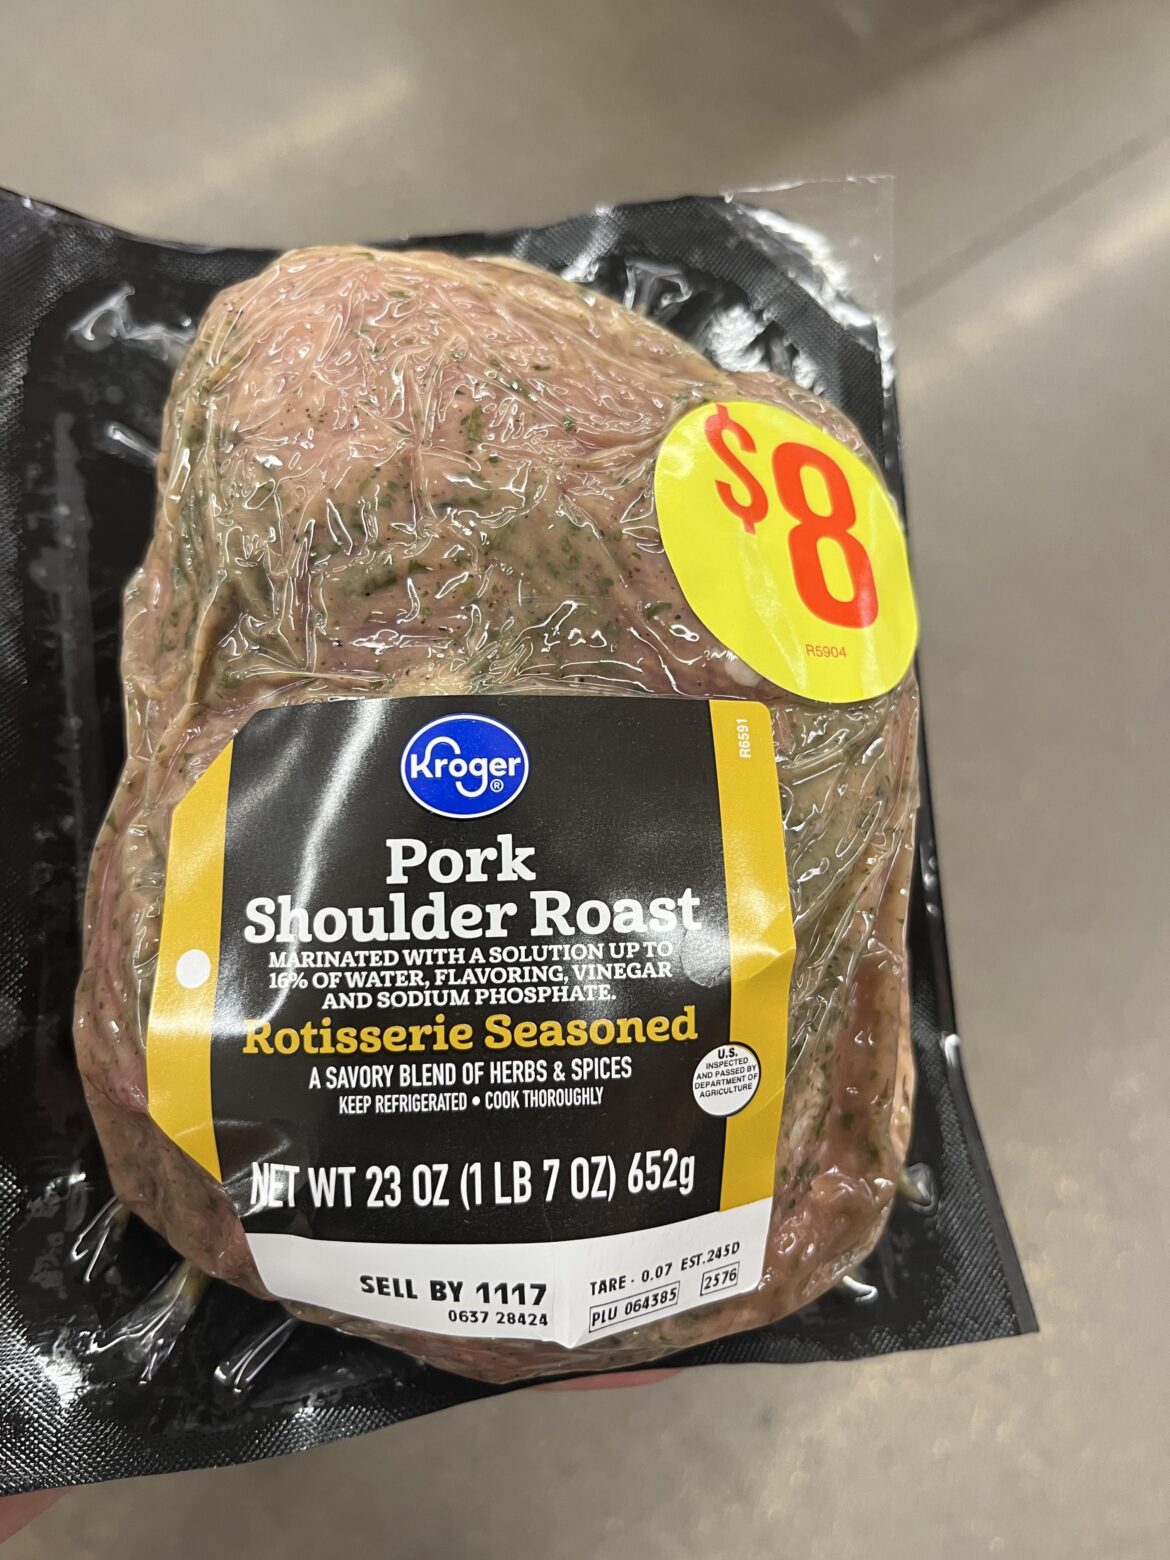 $8
R5904
R6591
Kroger®
Pork
Shoulder Roast
MARINATED WITH A SOLUTION UP TO
16% OF WATER, FLAVORING, VINEGAR
AND SODIUM PHOSPHATE.
Rotisserie Seasoned
A SAVORY BLEND OF HERBS & SPICES
KEEP REFRIGERATED • COOK THOROUGHLY
U.S.
INSPECTED
AND PASSED BY
DEPARTMENT OF
AGRICULTURE
NET WT 23 OZ (1 LB 7 OZ) 652g
SELL BY 1117
0637 28424
TARE - 0.07 EST.245D
PLU 064385 2576